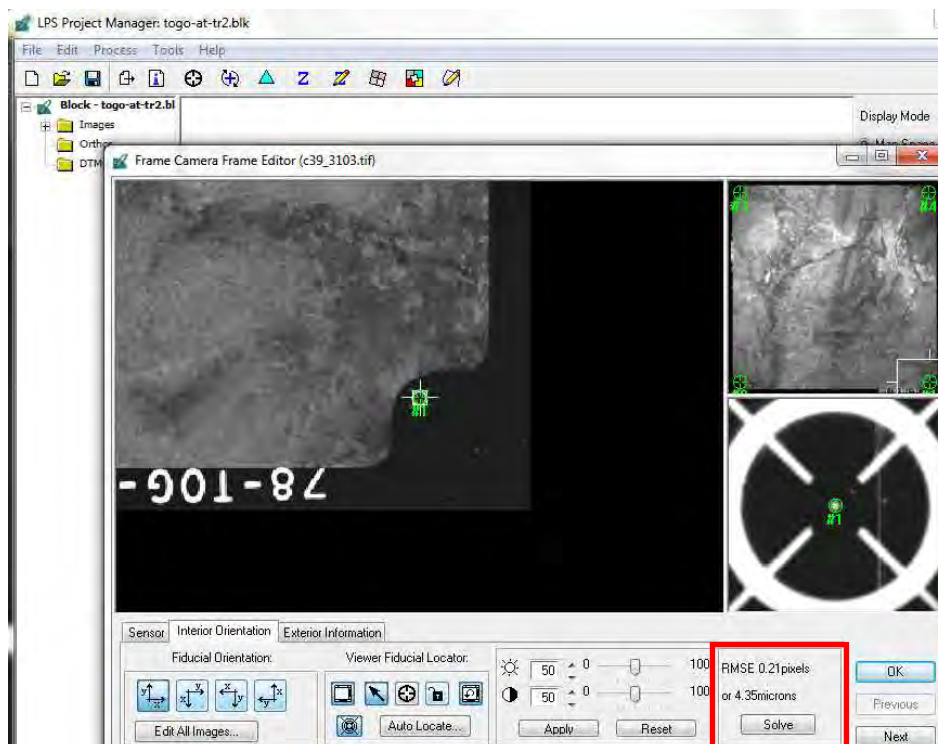 LPS Project Manager: togo-at-tr2.blk
File Edit Process Tools Help
Z Z
Block - togo-at-tr2.bl
Images
DTM
Display Mode
Frame Camera Frame Editor (c39_3103.tif)
#1
-TOG-
#4
#1
Sensor Interior Orientation Exterior Information
Fiducial Orientation: Viewer Fiducial Locator:
50 0 100
50 0 100
RMSE 0.21pixels
or 4.35microns
Edit All Images... Auto Locate... Apply Reset Solve
OK
Previous
Next